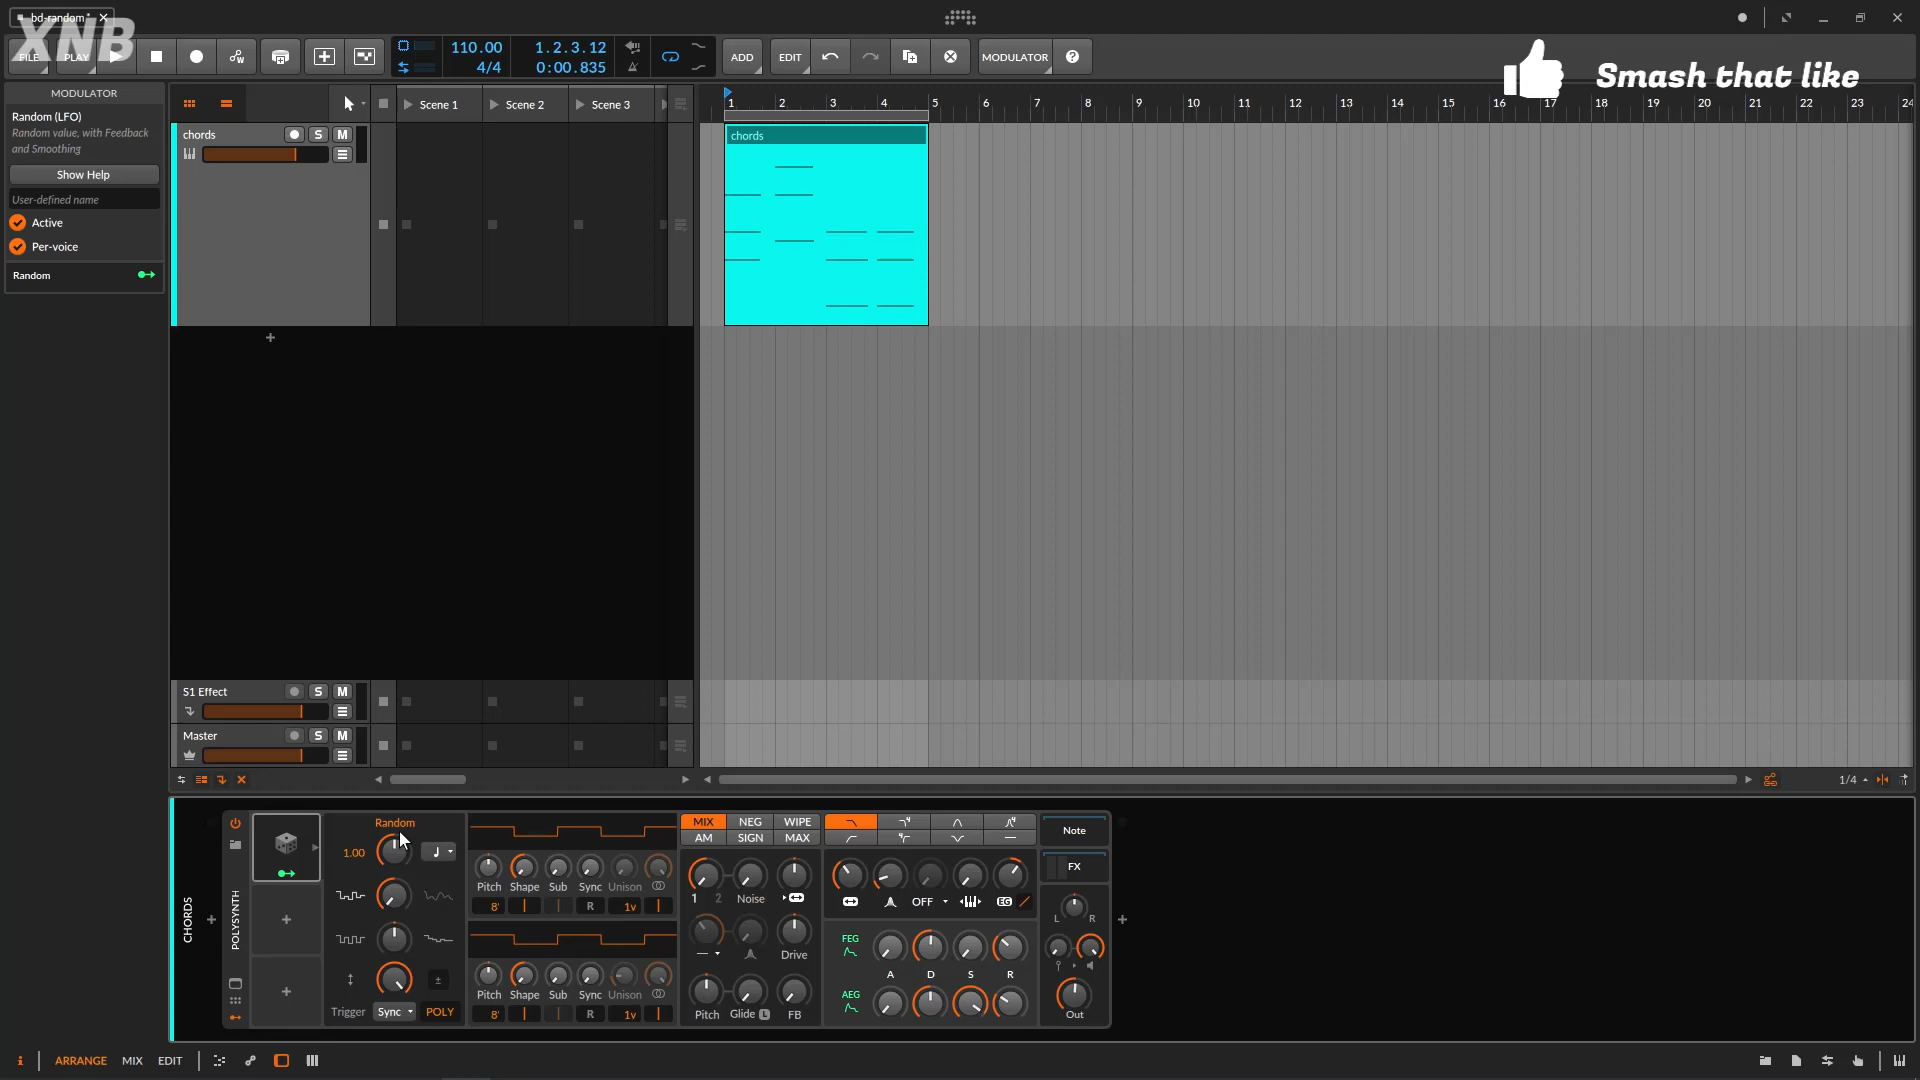 bd-random*
XNB
FILE
PLAY
110.00
4/4
1.2.3.12
0:00.835
ADD
EDIT
MODULATOR
Smash that like
MODULATOR
Random (LFO)
Random value, with Feedback
and Smoothing
Show Help
User-defined name
Active
Per-voice
Random
Scene 1
Scene 2
Scene 3
1 2 3 4 5 6 7 8 9 10 11 12 13 14 15 16 17 18 19 20 21 22 23 24
chords
S
M
chords
S1 Effect
S
M
Master
S
M
1/4
CHORDS
POLYSYNTH
Random
1.00
Trigger
Sync
POLY
Pitch Shape Sub Sync Unison
8'
R
1v
Pitch Shape Sub Sync Unison
8'
R
1v
MIX NEG WIPE
AM SIGN MAX
1 2 Noise
Drive
Pitch Glide L FB
OFF
EG
FEG
A D S R
AEG
Note
FX
L R
Out
i
ARRANGE
MIX
EDIT